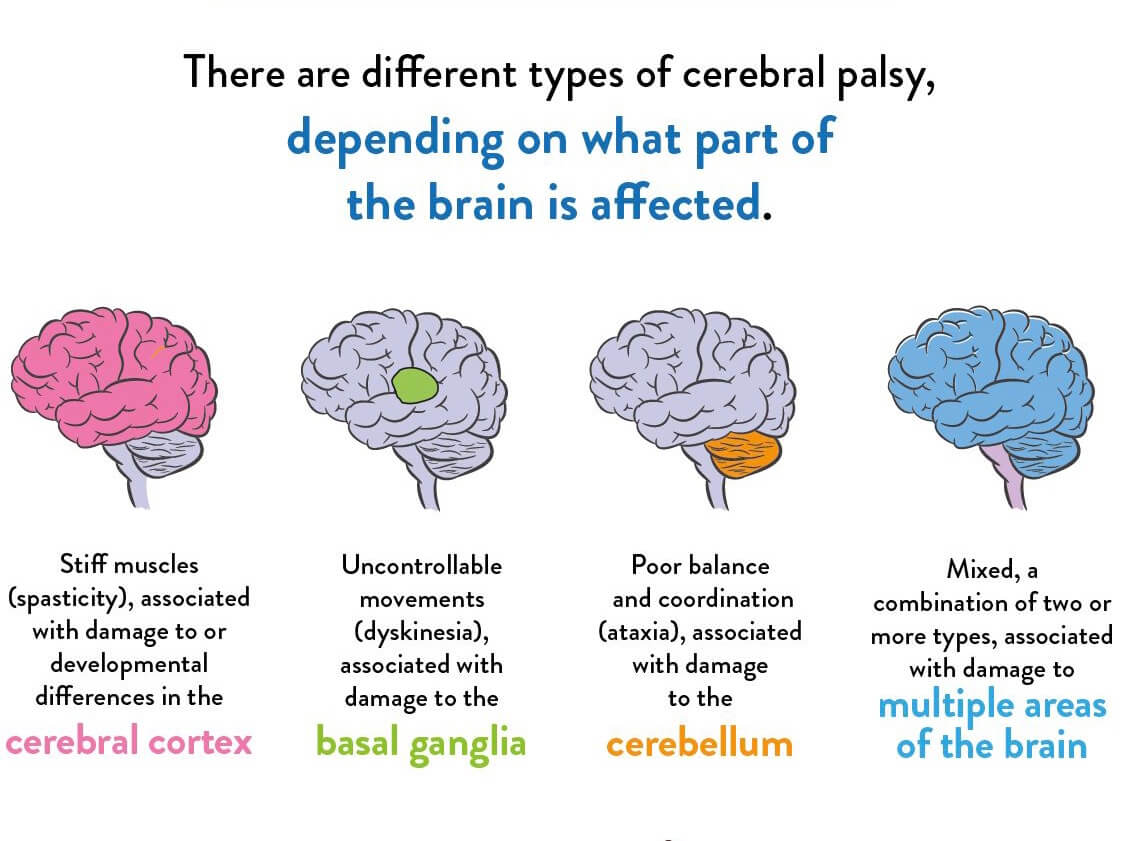 There are different types of cerebral palsy,
depending on what part of
the brain is affected.
Stiff muscles
(spasticity), associated
with damage to or
developmental
differences in the
cerebral cortex
Uncontrollable
movements
(dyskinesia),
associated with
damage to the
basal ganglia
Poor balance
and coordination
(ataxia), associated
with damage
to the
cerebellum
Mixed, a
combination of two or
more types, associated
with damage to
multiple areas
of the brain